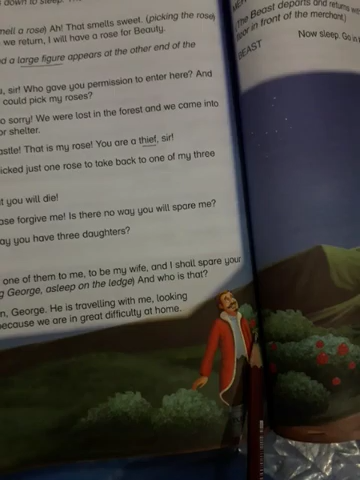 down to sleep.
smell a rose) Ah! That smells sweet. (picking the rose)
we return, I will have a rose for Beauty.
a large figure appears at the other end of the
, sir! Who gave you permission to enter here? And
could pick my roses?
so sorry! We were lost in the forest and we came into
for shelter.
castle! That is my rose! You are a thief, sir!
picked just one rose to take back to one of my three
t you will die!
ase forgive me! Is there no way you will spare me?
ay you have three daughters?
one of them to me, to be my wife, and I shall spare your
g George, asleep on the ledge) And who is that?
n, George. He is travelling with me, looking
because we are in great difficulty at home.
The Beast departs and returns
in front of the merchant)
BEAST
Now sleep. Go